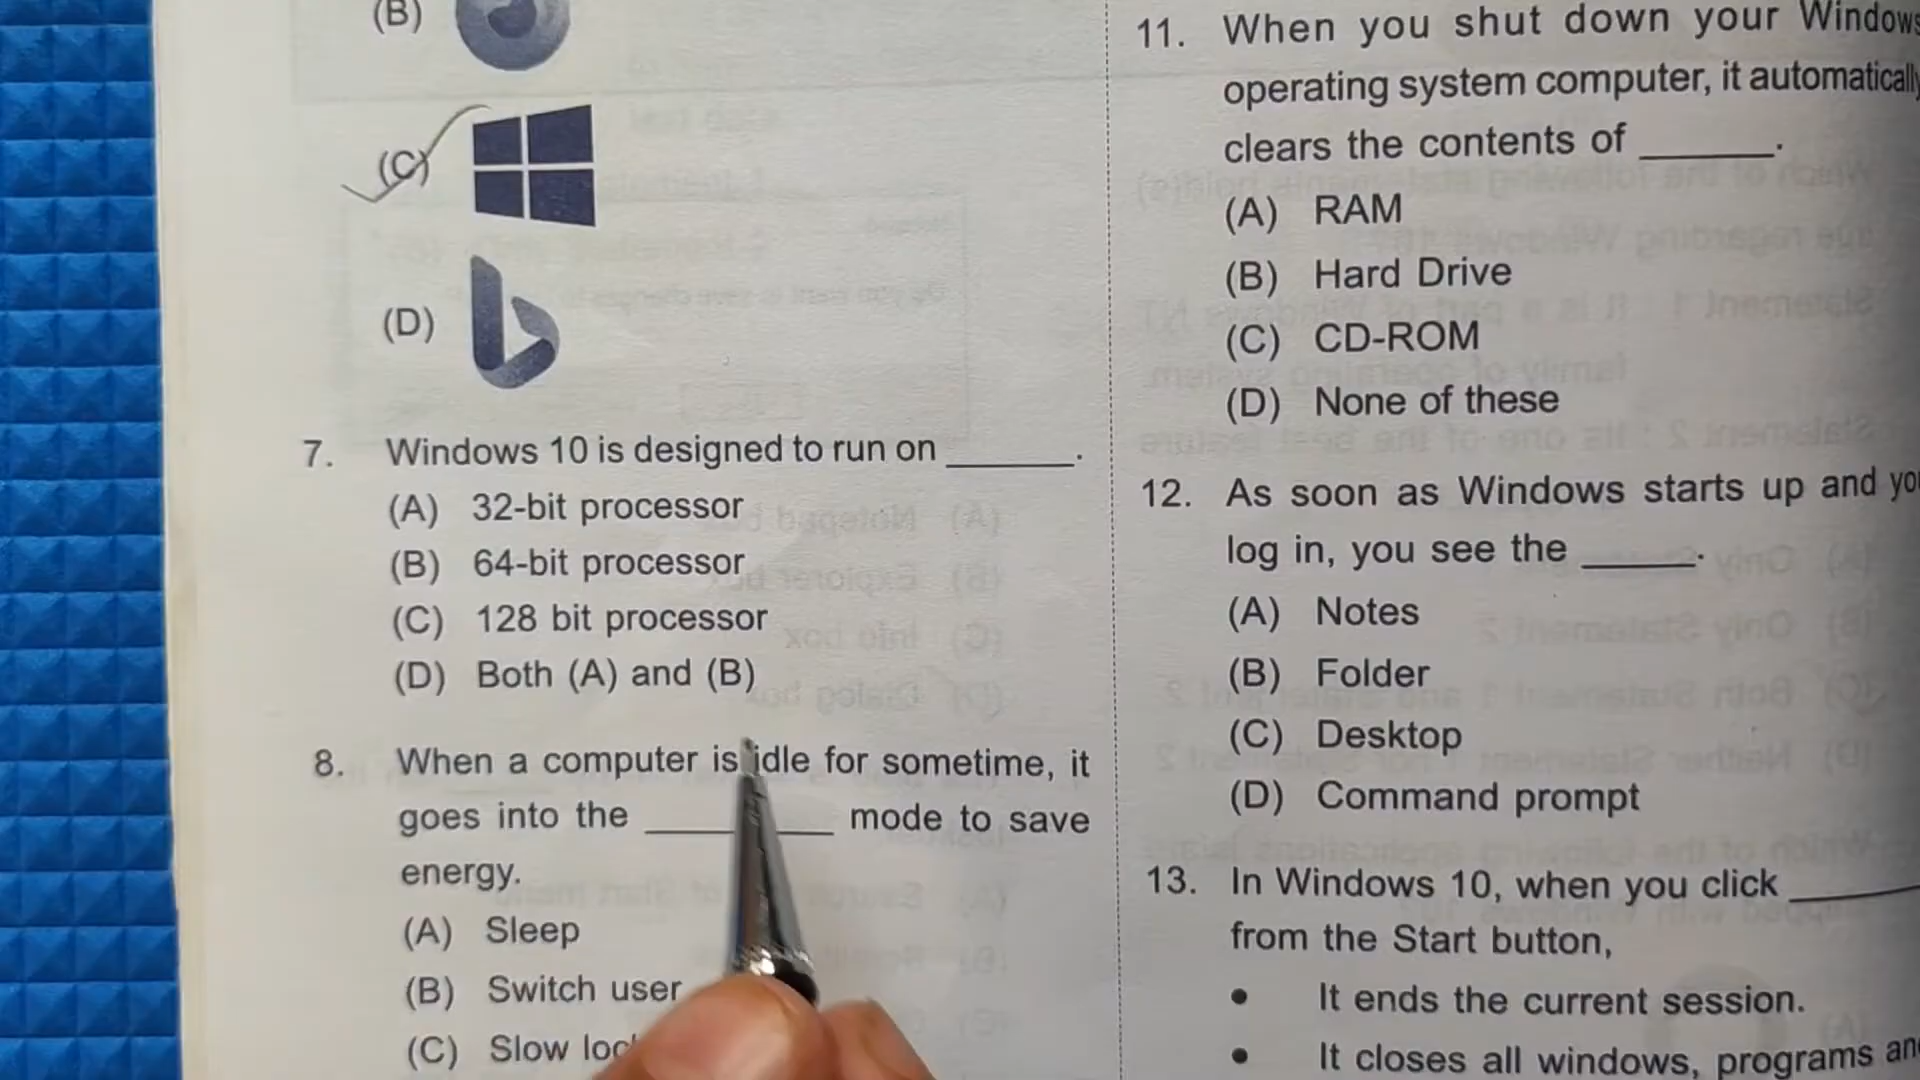 (B)
(C)
(D)
7. Windows 10 is designed to run on ______.
(A) 32-bit processor
(B) 64-bit processor
(C) 128 bit processor
(D) Both (A) and (B)
8. When a computer is idle for sometime, it
goes into the ________ mode to save
energy.
(A) Sleep
(B) Switch user
(C) Slow
11. When you shut down your Windows
operating system computer, it automatically
clears the contents of ______.
(A) RAM
(B) Hard Drive
(C) CD-ROM
(D) None of these
12. As soon as Windows starts up and
log in, you see the ______.
(A) Notes
(B) Folder
(C) Desktop
(D) Command prompt
13. In Windows 10, when you click ______
from the Start button,
• It ends the current session.
• It closes all windows, programs